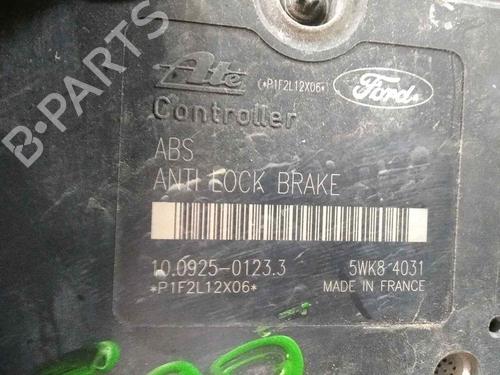 B-PARTS
Ate
(*P1F2L12X06*)
Ford
Controller
ABS
ANTI LOCK BRAKE
10.0925-0123.3
5WK8 4031
*P1F2L12X06*
MADE IN FRANCE